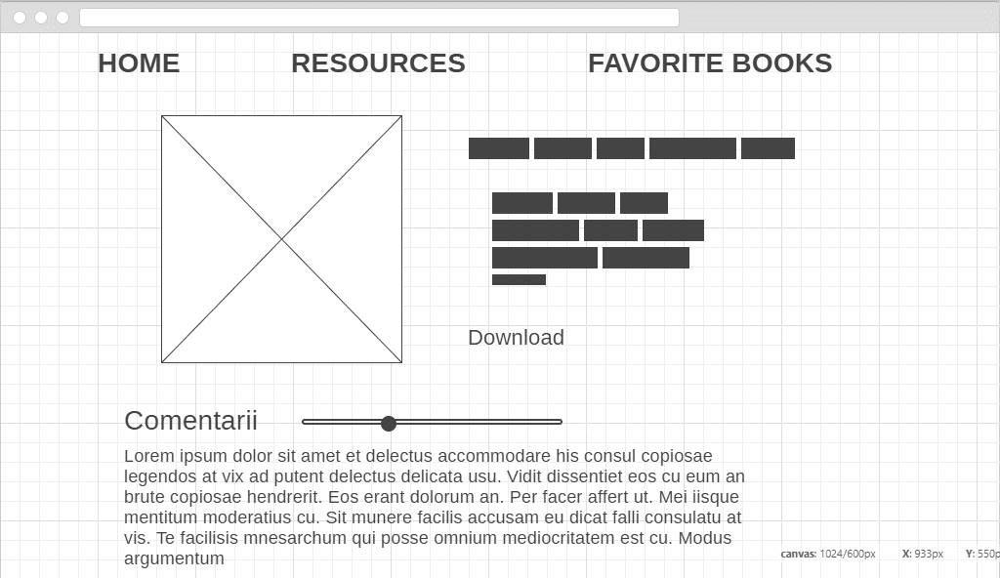 HOME RESOURCES FAVORITE BOOKS
Download
Comentarii
Lorem ipsum dolor sit amet et delectus accommodare his consul copiosae
legendos at vix ad putent delectus delicata usu. Vidit dissentiet eos cu eum an
brute copiosae hendrerit. Eos erant dolorum an. Per facer affert ut. Mei iisque
mentitum moderatius cu. Sit munere facilis accusam eu dicat falli consulatu at
vis. Te facilisis mnesarchum qui posse omnium mediocritatem est cu. Modus
argumentum
canvas: 1024/600px X: 933px Y: 550p